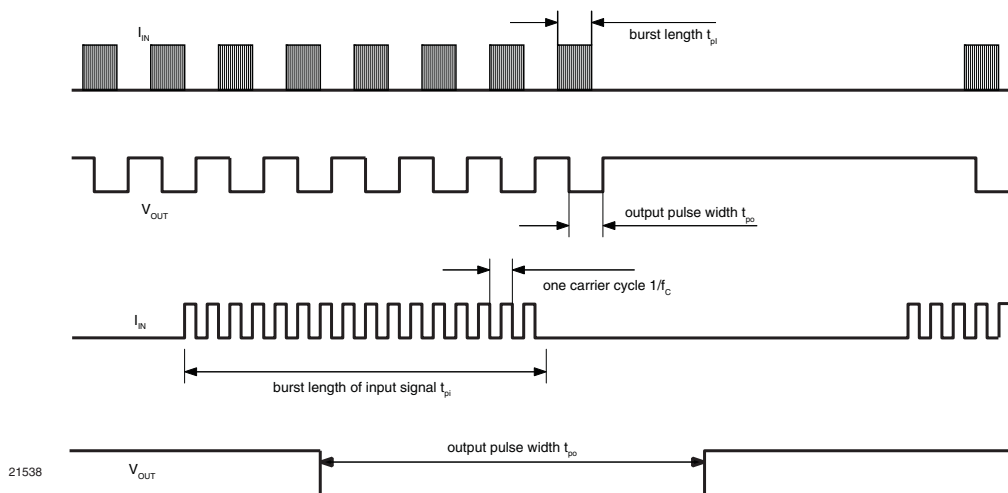 I_IN
burst length t_pl
V_OUT
output pulse width t_po
one carrier cycle 1/f_C
I_IN
burst length of input signal t_pi
output pulse width t_po
V_OUT
21538